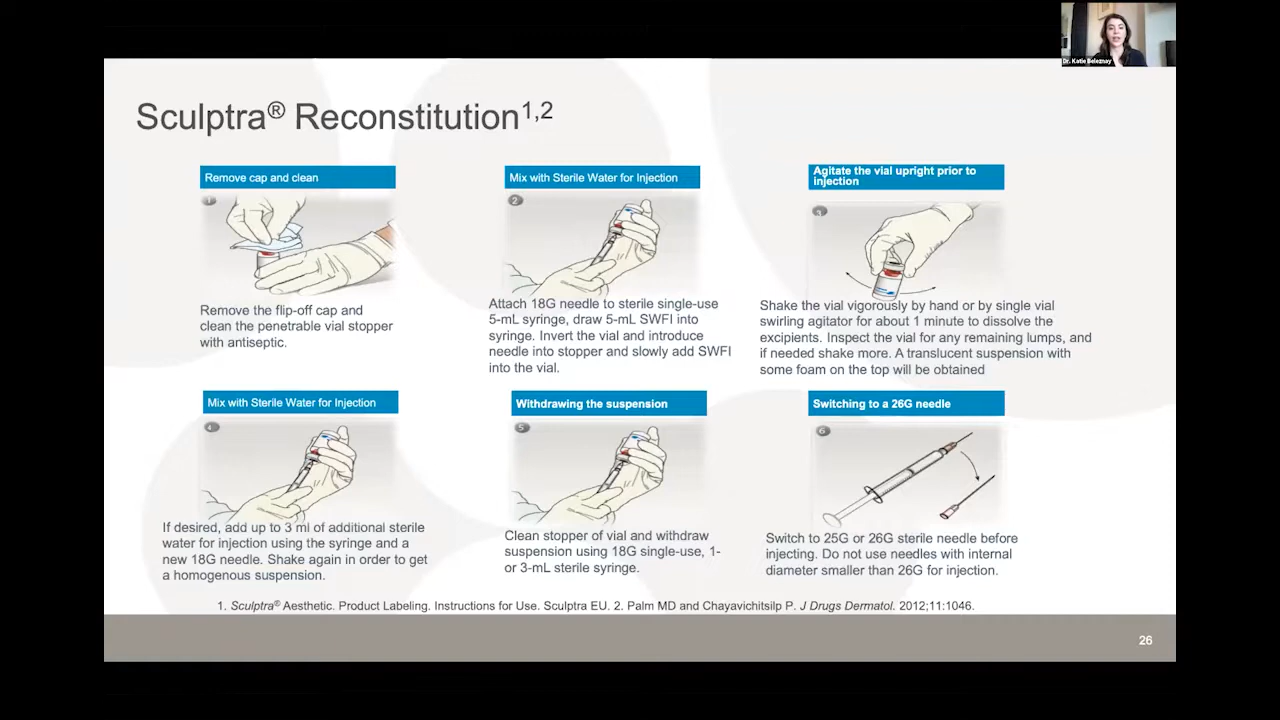 Dr. Katie Beleznay
Sculptra® Reconstitution1,2
Remove cap and clean
1
Remove the flip-off cap and
clean the penetrable vial stopper
with antiseptic.
Mix with Sterile Water for Injection
2
Attach 18G needle to sterile single-use
5-mL syringe, draw 5-mL SWFI into
syringe. Invert the vial and introduce
needle into stopper and slowly add SWFI
into the vial.
Agitate the vial upright prior to
injection
3
Shake the vial vigorously by hand or by single vial
swirling agitator for about 1 minute to dissolve the
excipients. Inspect the vial for any remaining lumps, and
if needed shake more. A translucent suspension with
some foam on the top will be obtained
Mix with Sterile Water for Injection
4
If desired, add up to 3 ml of additional sterile
water for injection using the syringe and a
new 18G needle. Shake again in order to get
a homogenous suspension.
Withdrawing the suspension
5
Clean stopper of vial and withdraw
suspension using 18G single-use, 1-
or 3-mL sterile syringe.
Switching to a 26G needle
6
Switch to 25G or 26G sterile needle before
injecting. Do not use needles with internal
diameter smaller than 26G for injection.
1. Sculptra® Aesthetic. Product Labeling. Instructions for Use. Sculptra EU. 2. Palm MD and Chayavichitsilp P. J Drugs Dermatol. 2012;11:1046.
26